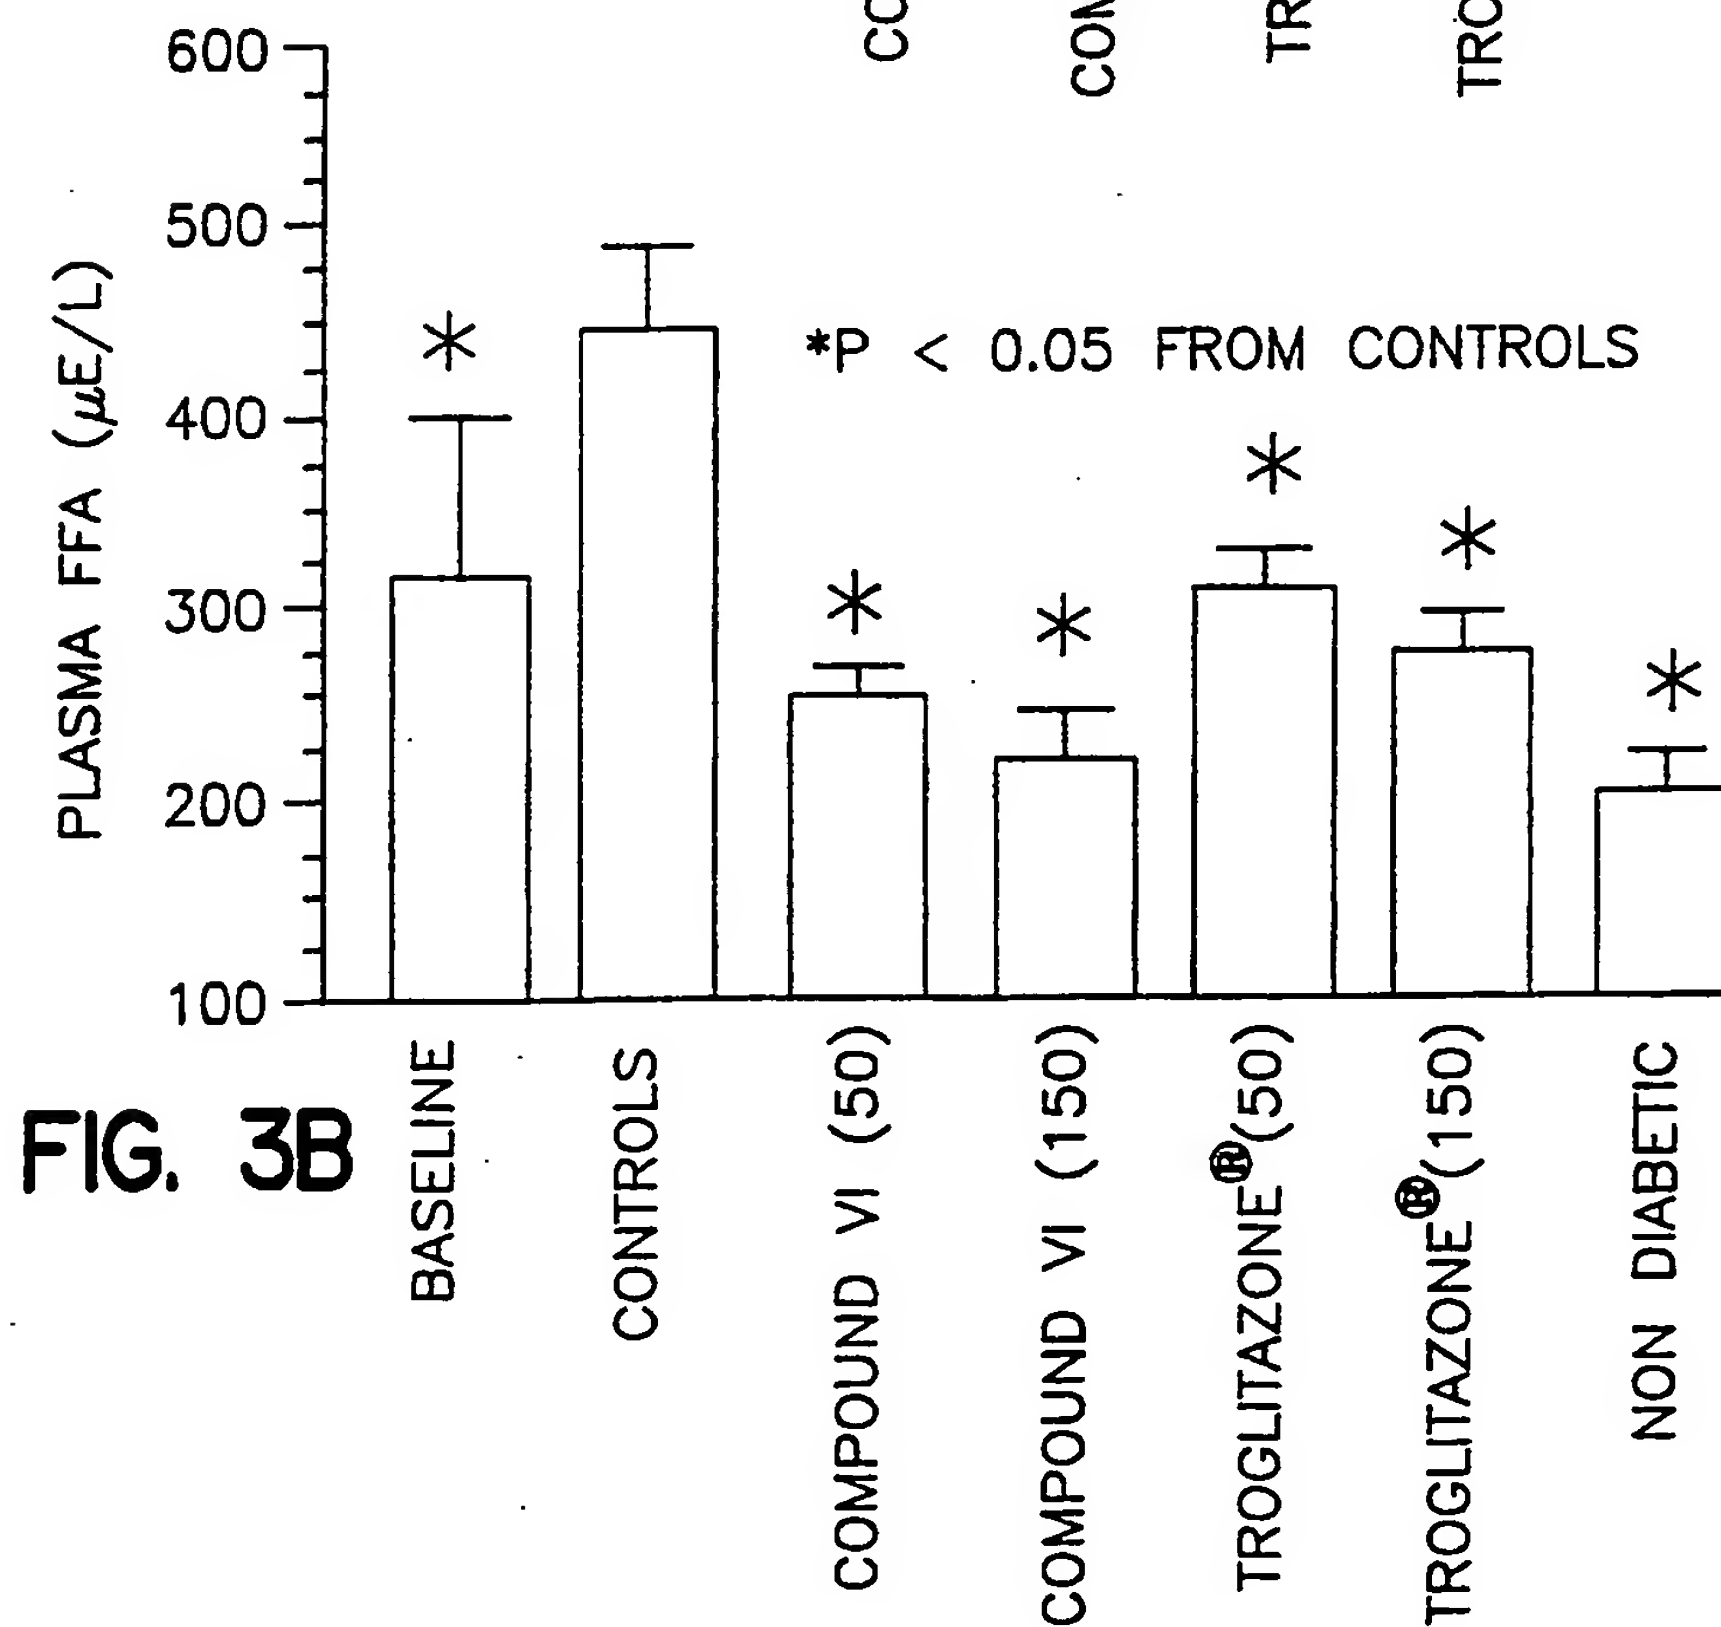 600
500
400
300
200
100
PLASMA FFA (μE/L)
*
*P < 0.05 FROM CONTROLS
*
*
*
*
*
BASELINE
CONTROLS
COMPOUND VI (50)
COMPOUND VI (150)
TROGLITAZONE®(50)
TROGLITAZONE®(150)
NON DIABETIC
FIG. 3B